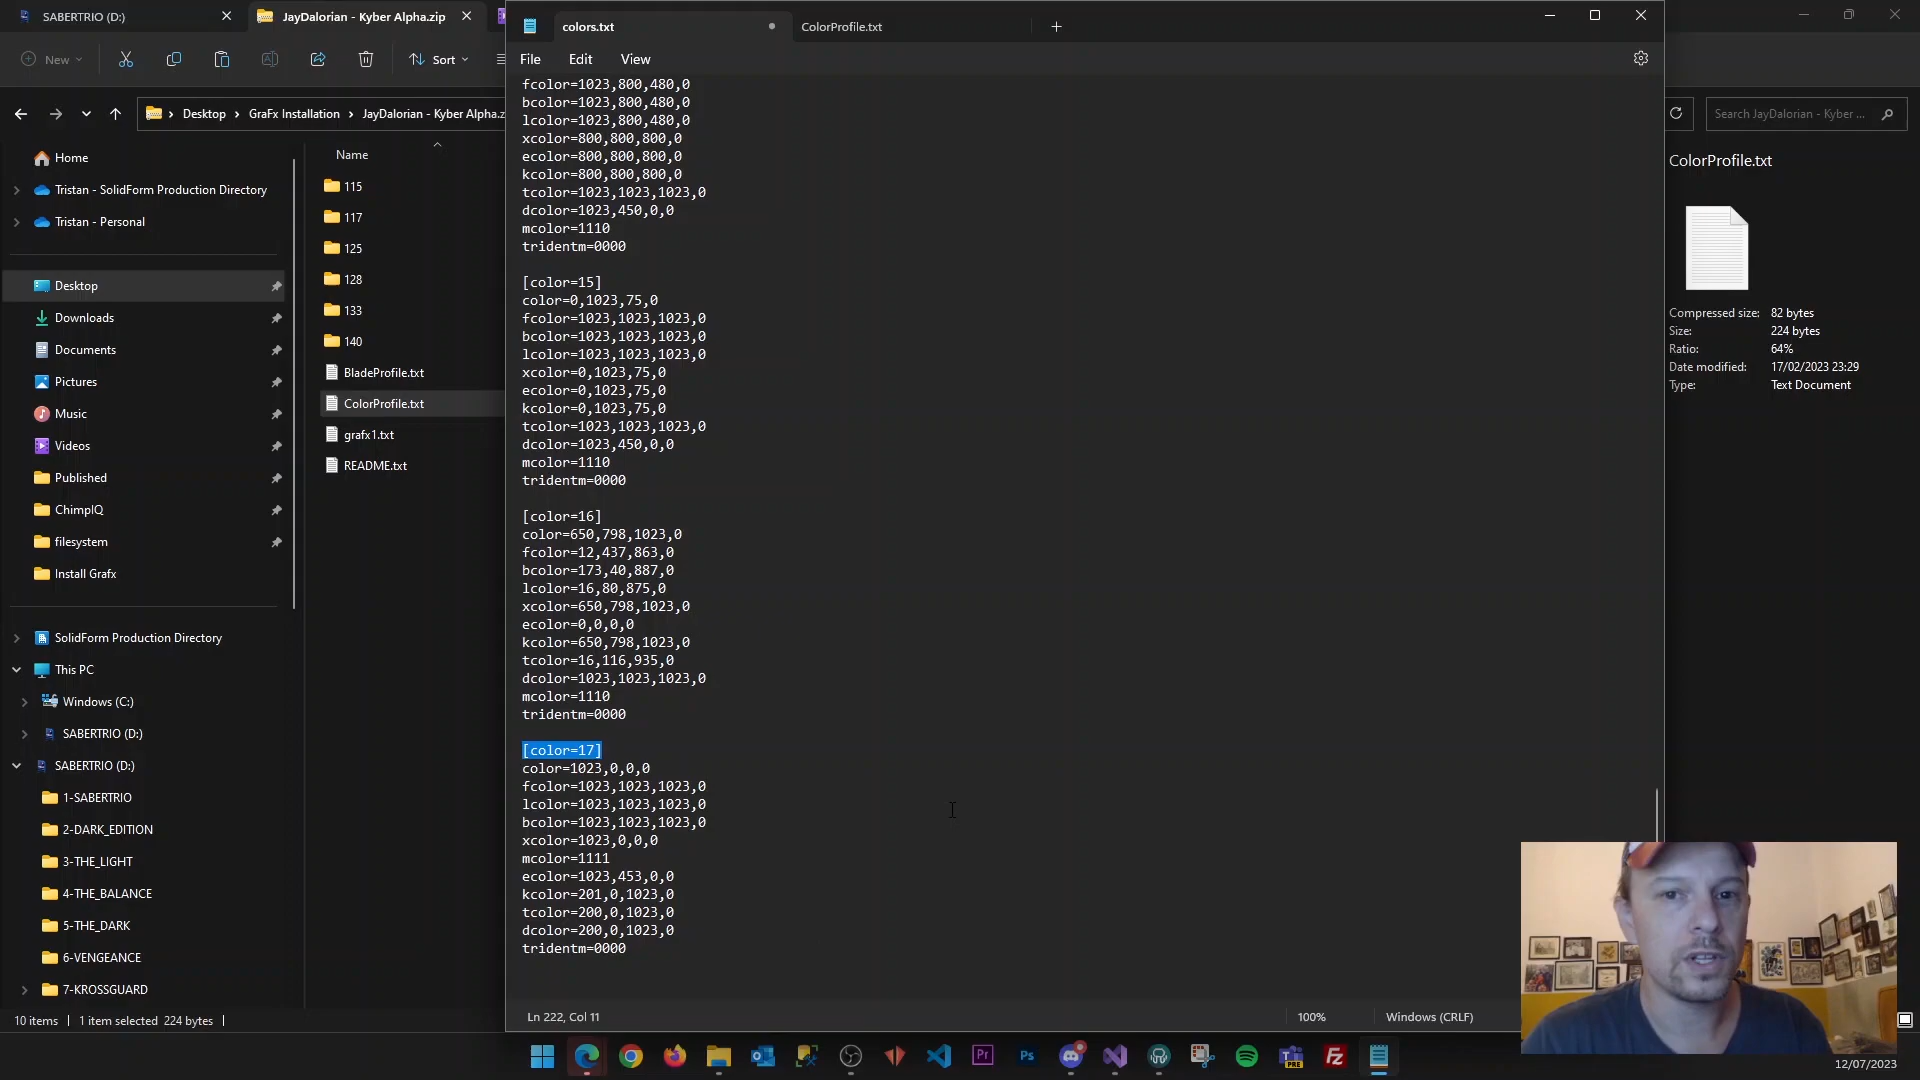 SABERTRIO (D:)
JayDalorian - Kyber Alpha.zip
colors.txt
ColorProfile.txt
New
Sort
File
Edit
View
Desktop
GraFx Installation
JayDalorian - Kyber Alpha.z
Search JayDalorian - Kyber ...
Home
Tristan - SolidForm Production Directory
Tristan - Personal
Desktop
Downloads
Documents
Pictures
Music
Videos
Published
ChimpIQ
filesystem
Install Grafx
SolidForm Production Directory
This PC
Windows (C:)
SABERTRIO (D:)
SABERTRIO (D:)
1-SABERTRIO
2-DARK_EDITION
3-THE_LIGHT
4-THE_BALANCE
5-THE_DARK
6-VENGEANCE
7-KROSSGUARD
10 items
1 item selected 224 bytes
Name
115
117
125
128
133
140
BladeProfile.txt
ColorProfile.txt
grafx1.txt
README.txt
fcolor=1023,800,480,0
bcolor=1023,800,480,0
lcolor=1023,800,480,0
xcolor=800,800,800,0
ecolor=800,800,800,0
kcolor=800,800,800,0
tcolor=1023,1023,1023,0
dcolor=1023,450,0,0
mcolor=1110
tridentm=0000
[color=15]
color=0,1023,75,0
fcolor=1023,1023,1023,0
bcolor=1023,1023,1023,0
lcolor=1023,1023,1023,0
xcolor=0,1023,75,0
ecolor=0,1023,75,0
kcolor=0,1023,75,0
tcolor=1023,1023,1023,0
dcolor=1023,450,0,0
mcolor=1110
tridentm=0000
[color=16]
color=650,798,1023,0
fcolor=12,437,863,0
bcolor=173,40,887,0
lcolor=16,80,875,0
xcolor=650,798,1023,0
ecolor=0,0,0,0
kcolor=650,798,1023,0
tcolor=16,116,935,0
dcolor=1023,1023,1023,0
mcolor=1110
tridentm=0000
[color=17]
color=1023,0,0,0
fcolor=1023,1023,1023,0
lcolor=1023,1023,1023,0
bcolor=1023,1023,1023,0
xcolor=1023,0,0,0
mcolor=1111
ecolor=1023,453,0,0
kcolor=201,0,1023,0
tcolor=200,0,1023,0
dcolor=200,0,1023,0
tridentm=0000
Ln 222, Col 11
100%
Windows (CRLF)
ColorProfile.txt
Compressed size: 82 bytes
Size: 224 bytes
Ratio: 64%
Date modified: 17/02/2023 23:29
Type: Text Document
Pr
Ps
PRE
Fz
12/07/2023